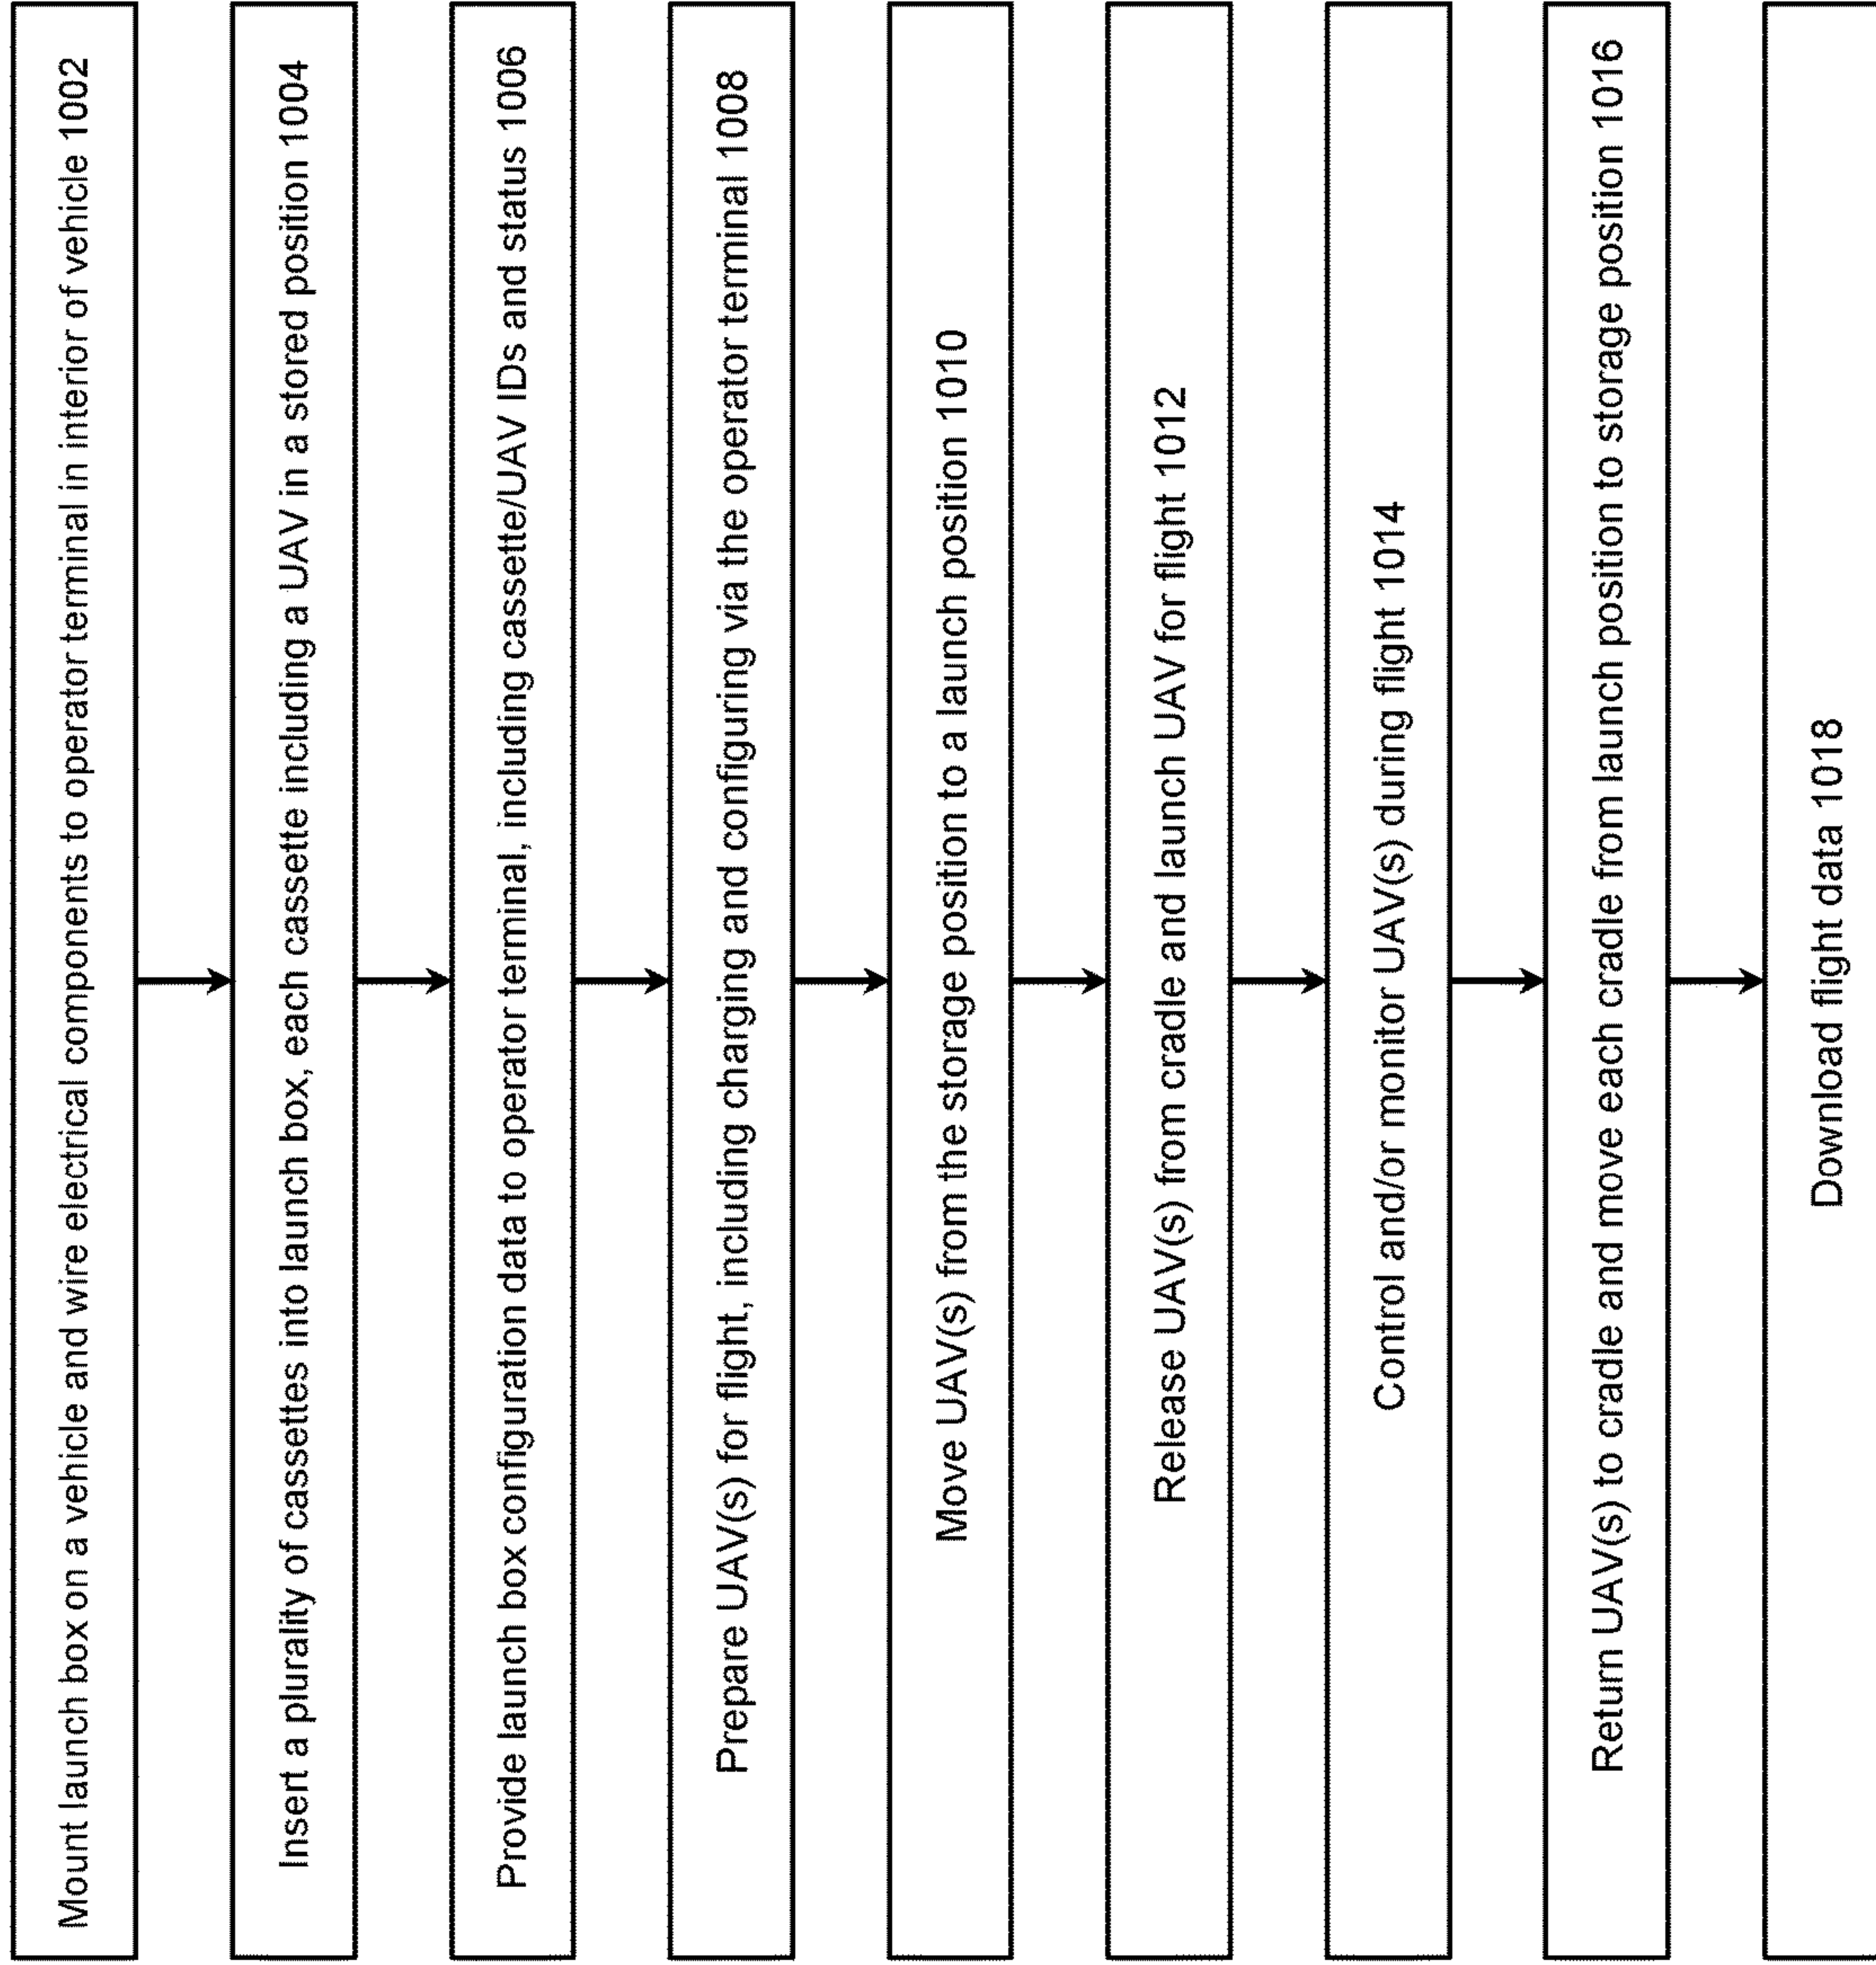 Mount launch box on a vehicle and wire electrical components to operator terminal in interior of vehicle 1002
Insert a plurality of cassettes into launch box, each cassette including a UAV in a stored position 1004
Provide launch box configuration data to operator terminal, including cassette/UAV IDs and status 1006
Prepare UAV(s) for flight, including charging and configuring via the operator terminal 1008
Move UAV(s) from the storage position to a launch position 1010
Release UAV(s) from cradle and launch UAV for flight 1012
Control and/or monitor UAV(s) during flight 1014
Return UAV(s) to cradle and move each cradle from launch position to storage position 1016
Download flight data 1018